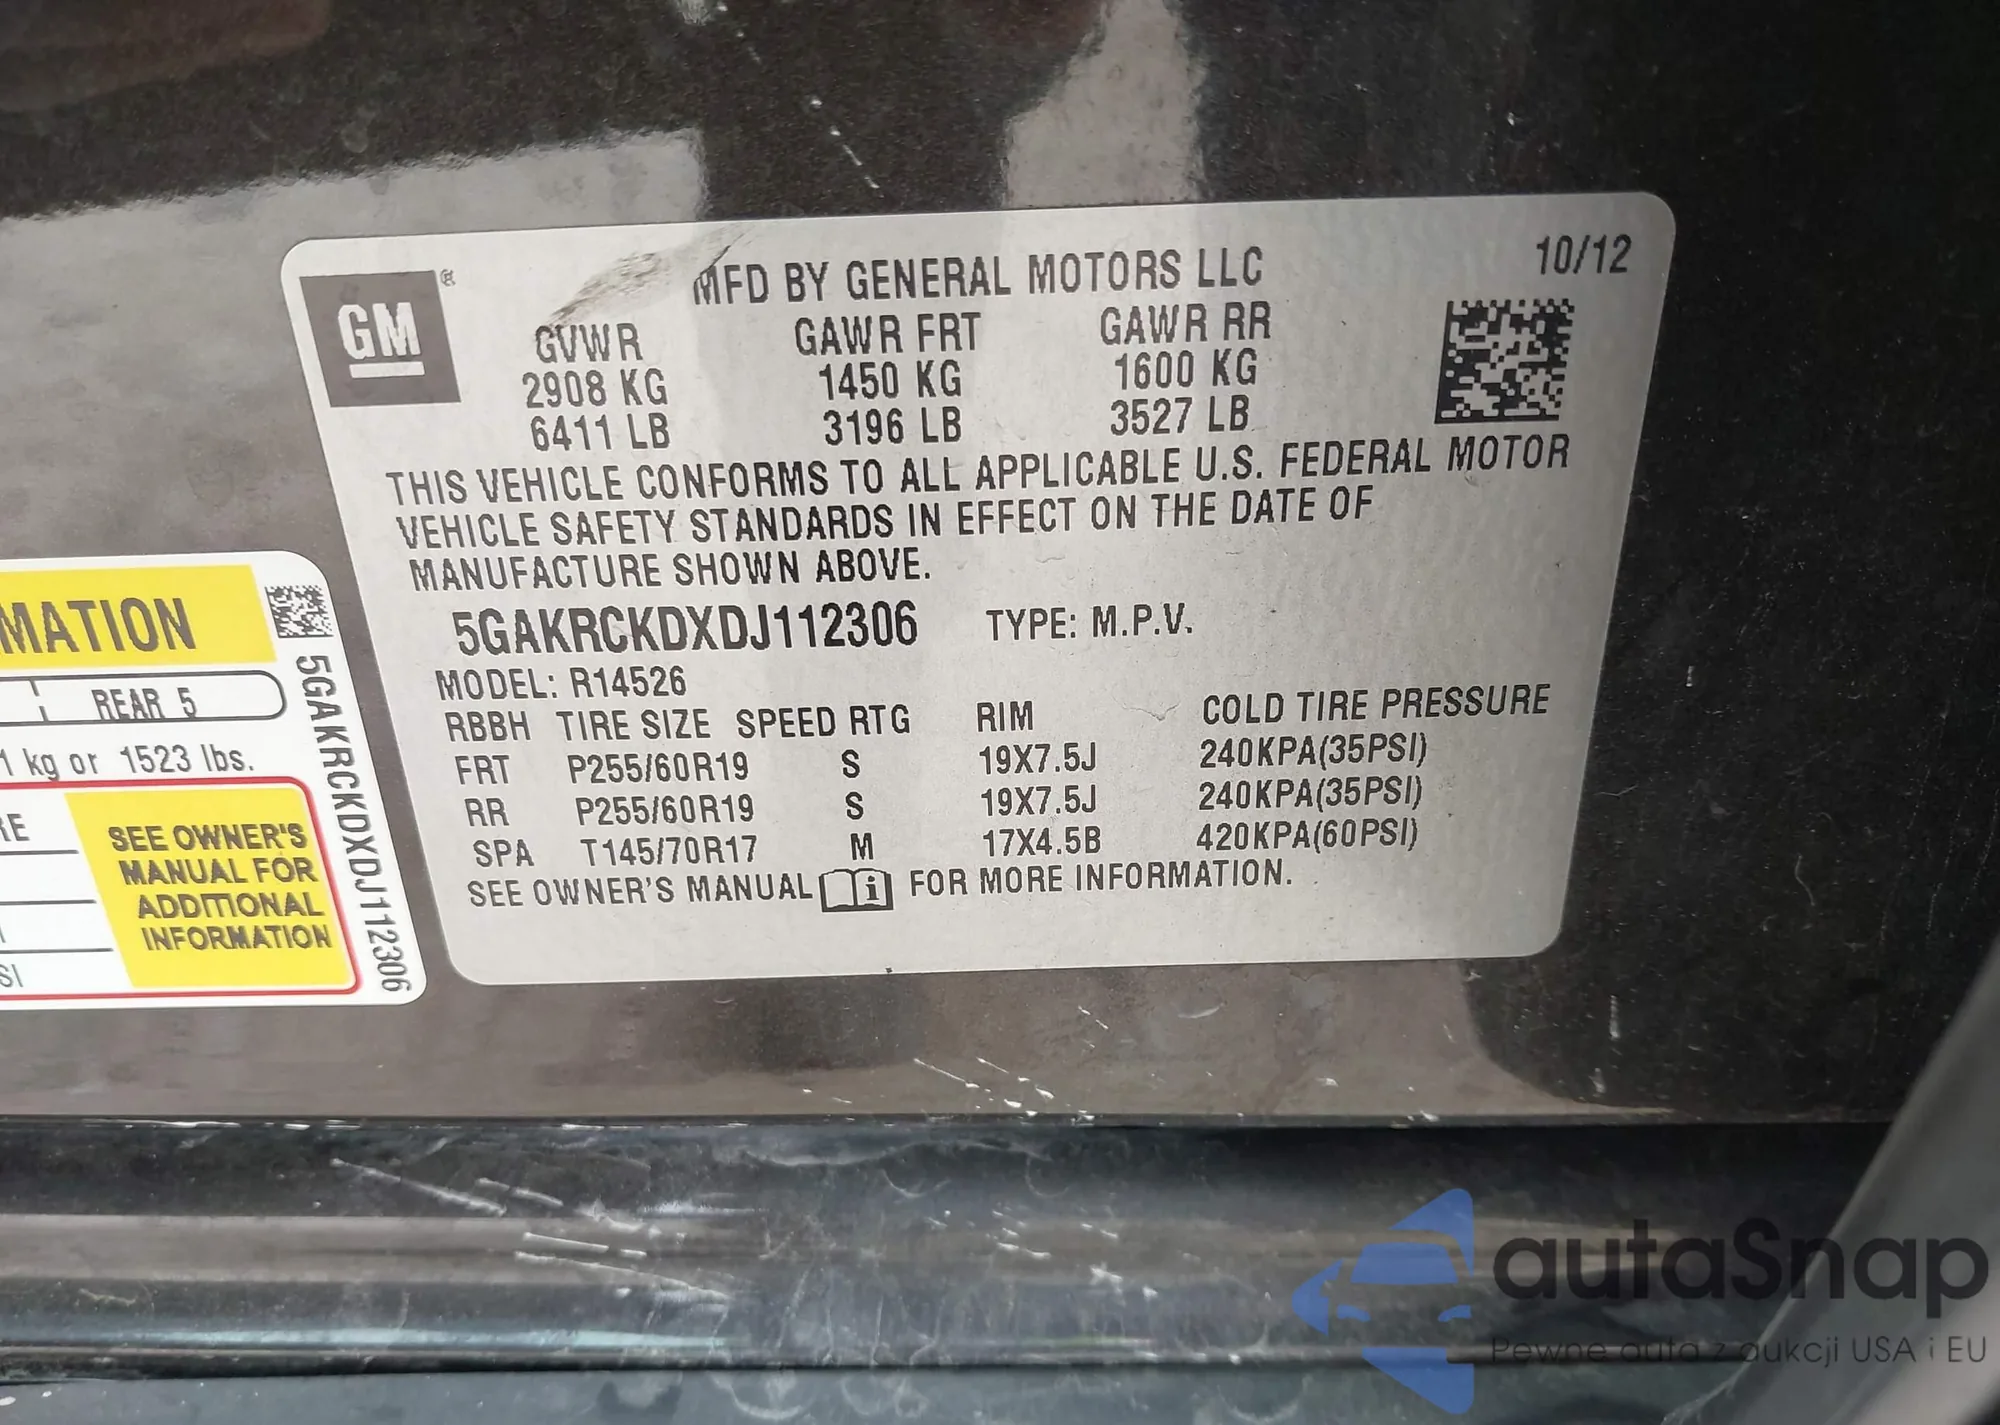 10/12
GM ®
MFD BY GENERAL MOTORS LLC
GVWR GAWR FRT GAWR RR
2908 KG 1450 KG 1600 KG
6411 LB 3196 LB 3527 LB
THIS VEHICLE CONFORMS TO ALL APPLICABLE U.S. FEDERAL MOTOR
VEHICLE SAFETY STANDARDS IN EFFECT ON THE DATE OF
MANUFACTURE SHOWN ABOVE.
5GAKRCKDXDJ112306 TYPE: M.P.V.
MODEL: R14526
RBBH TIRE SIZE SPEED RTG RIM COLD TIRE PRESSURE
FRT P255/60R19 S 19X7.5J 240KPA(35PSI)
RR P255/60R19 S 19X7.5J 240KPA(35PSI)
SPA T145/70R17 M 17X4.5B 420KPA(60PSI)
SEE OWNER'S MANUAL i FOR MORE INFORMATION.
MATION
REAR 5
1 kg or 1523 lbs.
RE
SEE OWNER'S
MANUAL FOR
ADDITIONAL
INFORMATION
SI
5GAKRCKDXDJ112306
autaSnap
Pewne auta z aukcji USA i EU